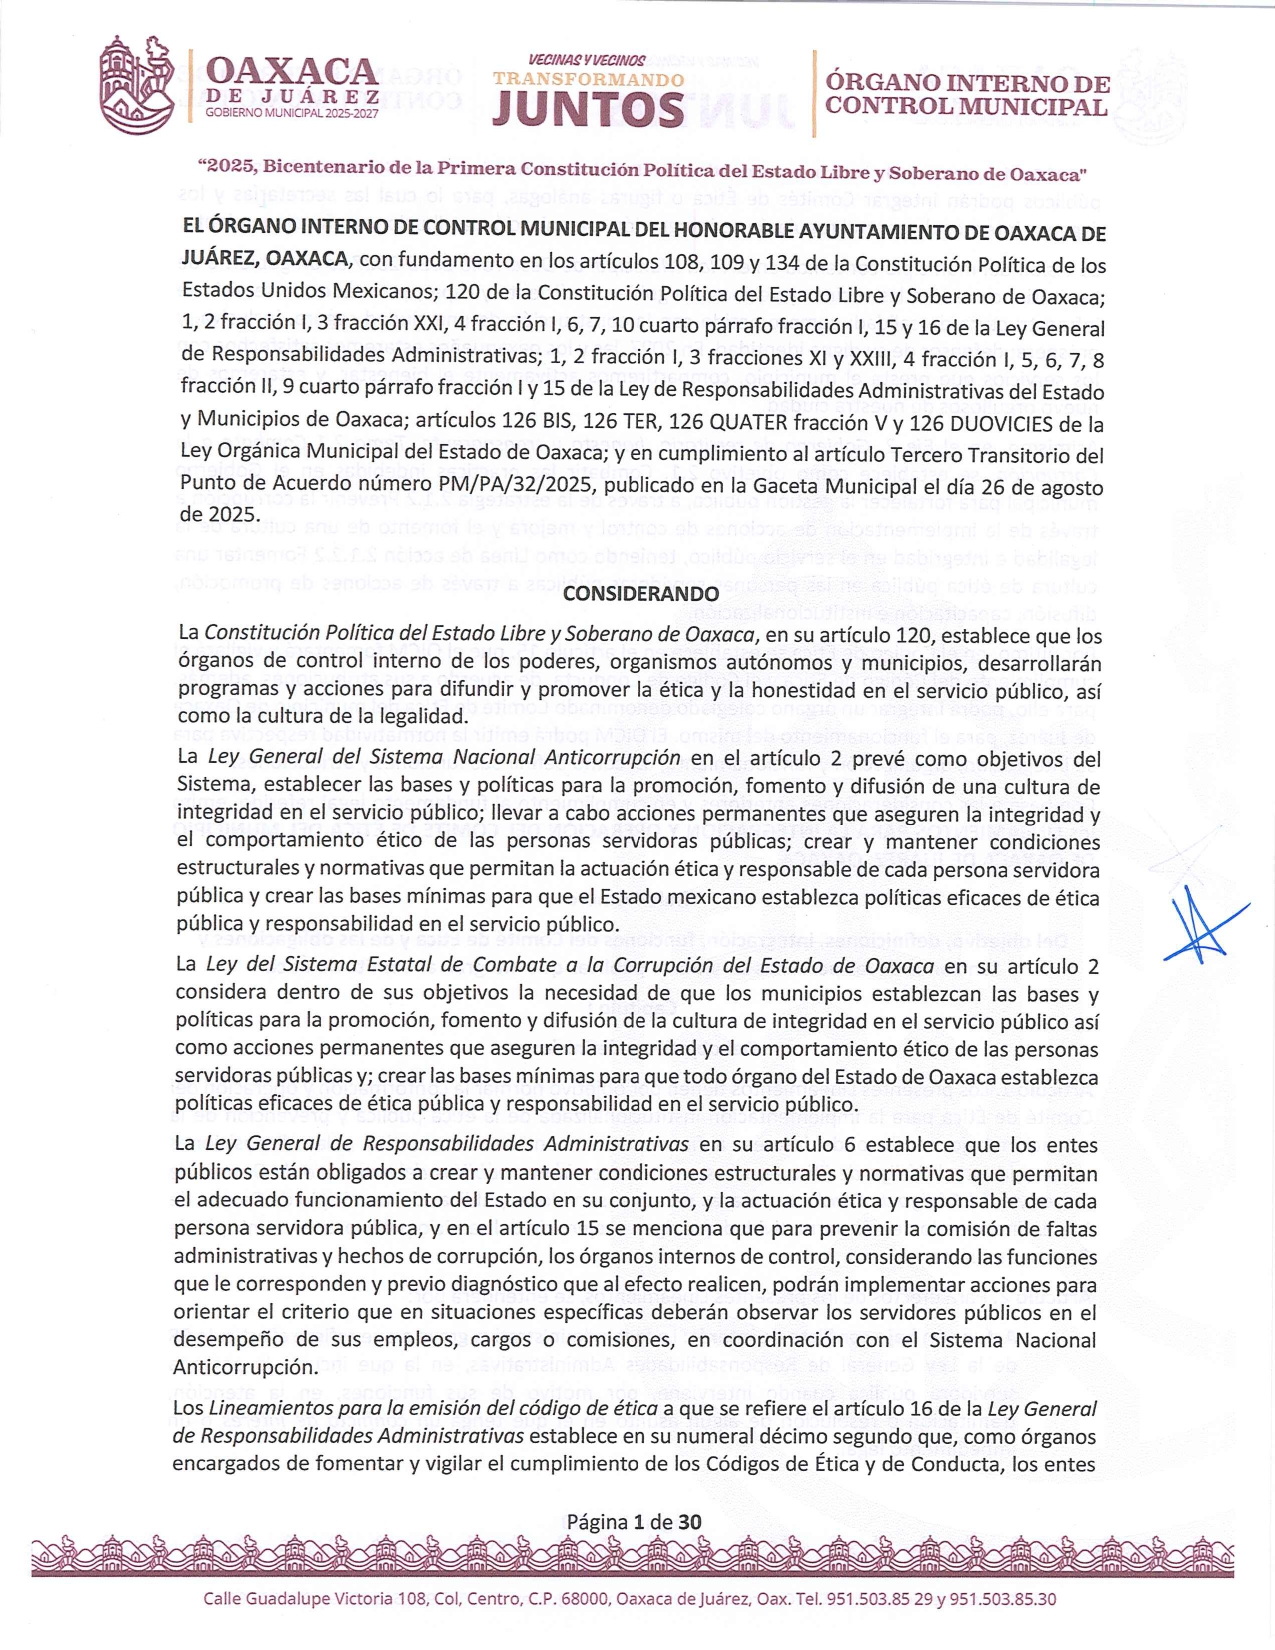 OAXACA
DE JUÁREZ
GOBIERNO MUNICIPAL 2025-2027
VECINAS Y VECINOS
TRANSFORMANDO
JUNTOS
ÓRGANO INTERNO DE
CONTROL MUNICIPAL
“2025, Bicentenario de la Primera Constitución Política del Estado Libre y Soberano de Oaxaca"
EL ÓRGANO INTERNO DE CONTROL MUNICIPAL DEL HONORABLE AYUNTAMIENTO DE OAXACA DE
JUÁREZ, OAXACA, con fundamento en los artículos 108, 109 y 134 de la Constitución Política de los
Estados Unidos Mexicanos; 120 de la Constitución Política del Estado Libre y Soberano de Oaxaca;
1, 2 fracción I, 3 fracción XXI, 4 fracción I, 6, 7, 10 cuarto párrafo fracción I, 15 y 16 de la Ley General
de Responsabilidades Administrativas; 1, 2 fracción I, 3 fracciones XI y XXIII, 4 fracción I, 5, 6, 7, 8
fracción II, 9 cuarto párrafo fracción I y 15 de la Ley de Responsabilidades Administrativas del Estado
y Municipios de Oaxaca; artículos 126 BIS, 126 TER, 126 QUATER fracción V y 126 DUOVICIES de la
Ley Orgánica Municipal del Estado de Oaxaca; y en cumplimiento al artículo Tercero Transitorio del
Punto de Acuerdo número PM/PA/32/2025, publicado en la Gaceta Municipal el día 26 de agosto
de 2025.
CONSIDERANDO
La Constitución Política del Estado Libre y Soberano de Oaxaca, en su artículo 120, establece que los
órganos de control interno de los poderes, organismos autónomos y municipios, desarrollarán
programas y acciones para difundir y promover la ética y la honestidad en el servicio público, así
como la cultura de la legalidad.
La Ley General del Sistema Nacional Anticorrupción en el artículo 2 prevé como objetivos del
Sistema, establecer las bases y políticas para la promoción, fomento y difusión de una cultura de
integridad en el servicio público; llevar a cabo acciones permanentes que aseguren la integridad y
el comportamiento ético de las personas servidoras públicas; crear y mantener condiciones
estructurales y normativas que permitan la actuación ética y responsable de cada persona servidora
pública y crear las bases mínimas para que el Estado mexicano establezca políticas eficaces de ética
pública y responsabilidad en el servicio público.
La Ley del Sistema Estatal de Combate a la Corrupción del Estado de Oaxaca en su artículo 2
considera dentro de sus objetivos la necesidad de que los municipios establezcan las bases y
políticas para la promoción, fomento y difusión de la cultura de integridad en el servicio público así
como acciones permanentes que aseguren la integridad y el comportamiento ético de las personas
servidoras públicas y; crear las bases mínimas para que todo órgano del Estado de Oaxaca establezca
políticas eficaces de ética pública y responsabilidad en el servicio público.
La Ley General de Responsabilidades Administrativas en su artículo 6 establece que los entes
públicos están obligados a crear y mantener condiciones estructurales y normativas que permitan
el adecuado funcionamiento del Estado en su conjunto, y la actuación ética y responsable de cada
persona servidora pública, y en el artículo 15 se menciona que para prevenir la comisión de faltas
administrativas y hechos de corrupción, los órganos internos de control, considerando las funciones
que le corresponden y previo diagnóstico que al efecto realicen, podrán implementar acciones para
orientar el criterio que en situaciones específicas deberán observar los servidores públicos en el
desempeño de sus empleos, cargos o comisiones, en coordinación con el Sistema Nacional
Anticorrupción.
Los Lineamientos para la emisión del código de ética a que se refiere el artículo 16 de la Ley General
de Responsabilidades Administrativas establece en su numeral décimo segundo que, como órganos
encargados de fomentar y vigilar el cumplimiento de los Códigos de Ética y de Conducta, los entes
Página 1 de 30
Calle Guadalupe Victoria 108, Col, Centro, C.P. 68000, Oaxaca de Juárez, Oax. Tel. 951.503.85 29 y 951.503.85.30